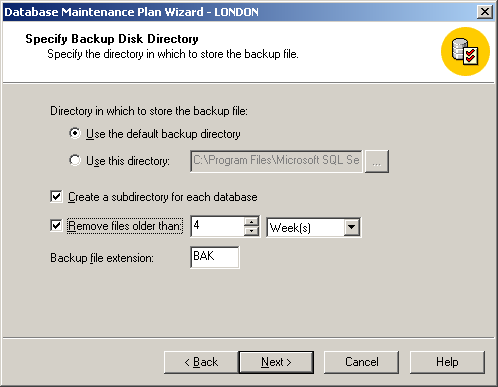 Database Maintenance Plan Wizard - LONDON
Specify Backup Disk Directory
Specify the directory in which to store the backup file.
Directory in which to store the backup file:
Use the default backup directory
Use this directory: C:\Program Files\Microsoft SQL Se ...
Create a subdirectory for each database
Remove files older than: 4 Week(s)
Backup file extension: BAK
< Back Next > Cancel Help